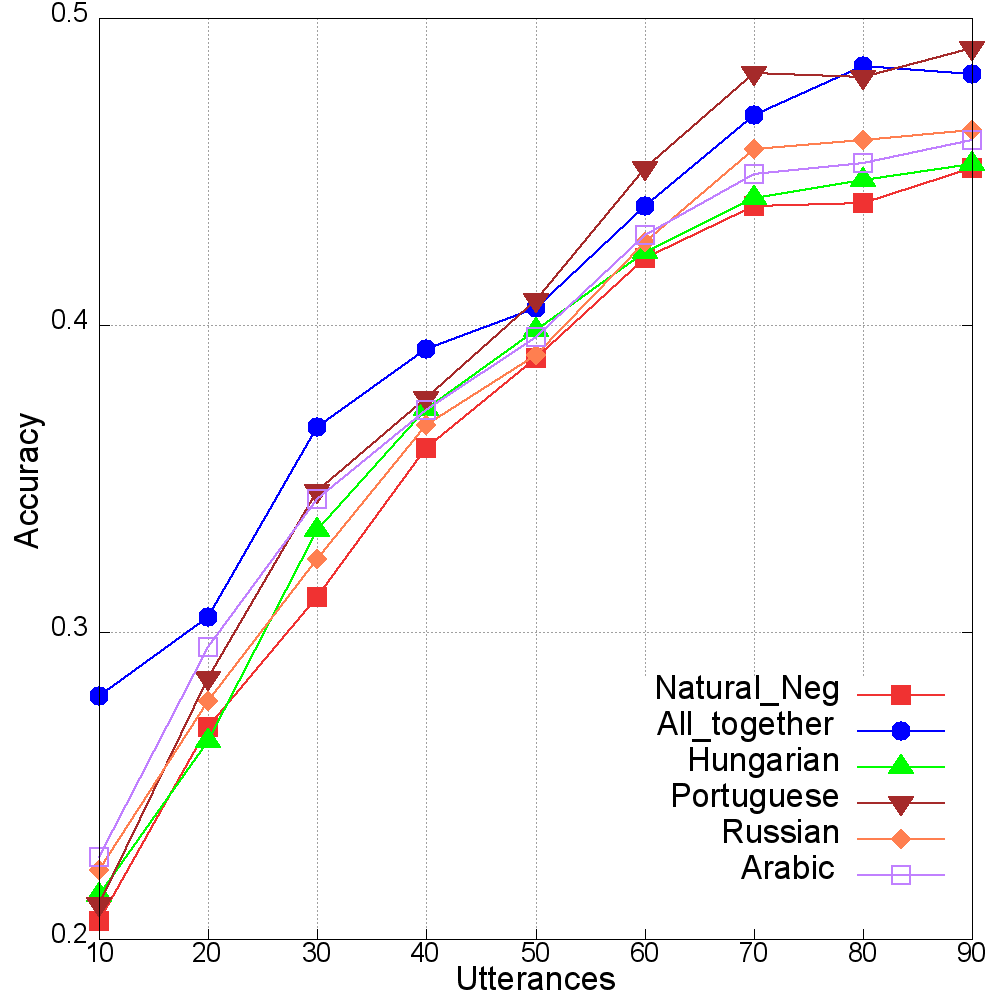 0.5
0.4
0.3
0.2
Accuracy
10 20 30 40 50 60 70 80 90
Utterances
Natural_Neg
All_together
Hungarian
Portuguese
Russian
Arabic